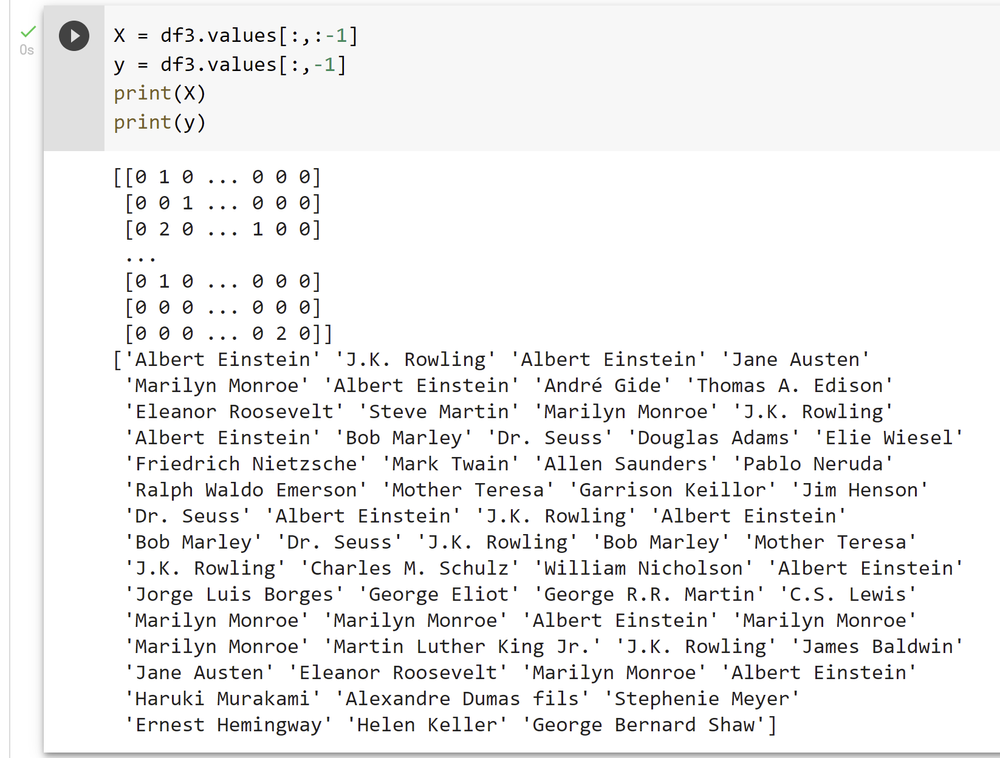 0s
X = df3.values[:,:-1]
y = df3.values[:,-1]
print(X)
print(y)
[[0 1 0 ... 0 0 0]
 [0 0 1 ... 0 0 0]
 [0 2 0 ... 1 0 0]
 ...
 [0 1 0 ... 0 0 0]
 [0 0 0 ... 0 0 0]
 [0 0 0 ... 0 2 0]]
['Albert Einstein' 'J.K. Rowling' 'Albert Einstein' 'Jane Austen'
 'Marilyn Monroe' 'Albert Einstein' 'André Gide' 'Thomas A. Edison'
 'Eleanor Roosevelt' 'Steve Martin' 'Marilyn Monroe' 'J.K. Rowling'
 'Albert Einstein' 'Bob Marley' 'Dr. Seuss' 'Douglas Adams' 'Elie Wiesel'
 'Friedrich Nietzsche' 'Mark Twain' 'Allen Saunders' 'Pablo Neruda'
 'Ralph Waldo Emerson' 'Mother Teresa' 'Garrison Keillor' 'Jim Henson'
 'Dr. Seuss' 'Albert Einstein' 'J.K. Rowling' 'Albert Einstein'
 'Bob Marley' 'Dr. Seuss' 'J.K. Rowling' 'Bob Marley' 'Mother Teresa'
 'J.K. Rowling' 'Charles M. Schulz' 'William Nicholson' 'Albert Einstein'
 'Jorge Luis Borges' 'George Eliot' 'George R.R. Martin' 'C.S. Lewis'
 'Marilyn Monroe' 'Marilyn Monroe' 'Albert Einstein' 'Marilyn Monroe'
 'Marilyn Monroe' 'Martin Luther King Jr.' 'J.K. Rowling' 'James Baldwin'
 'Jane Austen' 'Eleanor Roosevelt' 'Marilyn Monroe' 'Albert Einstein'
 'Haruki Murakami' 'Alexandre Dumas fils' 'Stephenie Meyer'
 'Ernest Hemingway' 'Helen Keller' 'George Bernard Shaw']